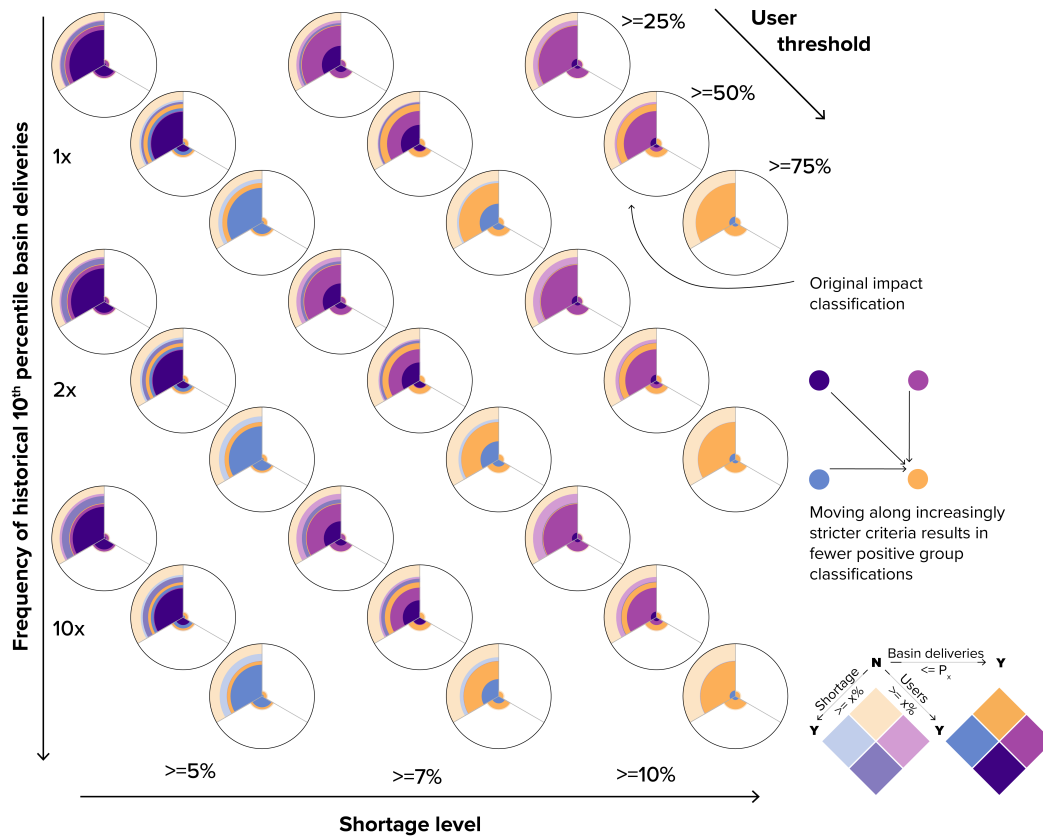 >=25%
User
threshold
>=50%
1x
>=75%
Original impact
classification
Frequency of historical 10th percentile basin deliveries
2x
Moving along increasingly
stricter criteria results in
fewer positive group
classifications
10x
Basin deliveries
N
Y
<= Px
Shortage
>= x%
Users
>= x%
Y
Y
>=5%
>=7%
>=10%
Shortage level